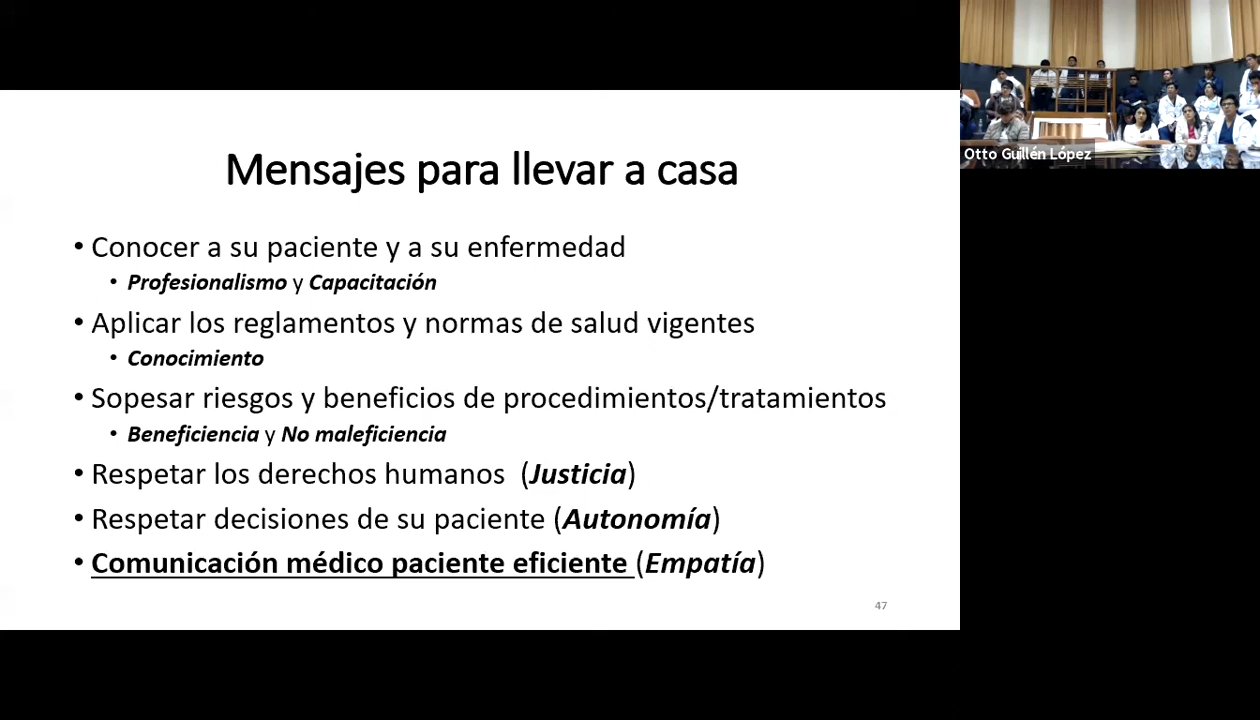 Mensajes para llevar a casa
• Conocer a su paciente y a su enfermedad
• Profesionalismo y Capacitación
• Aplicar los reglamentos y normas de salud vigentes
• Conocimiento
• Sopesar riesgos y beneficios de procedimientos/tratamientos
• Beneficiencia y No maleficiencia
• Respetar los derechos humanos (Justicia)
• Respetar decisiones de su paciente (Autonomía)
• Comunicación médico paciente eficiente (Empatía)
47
Otto Guillén López